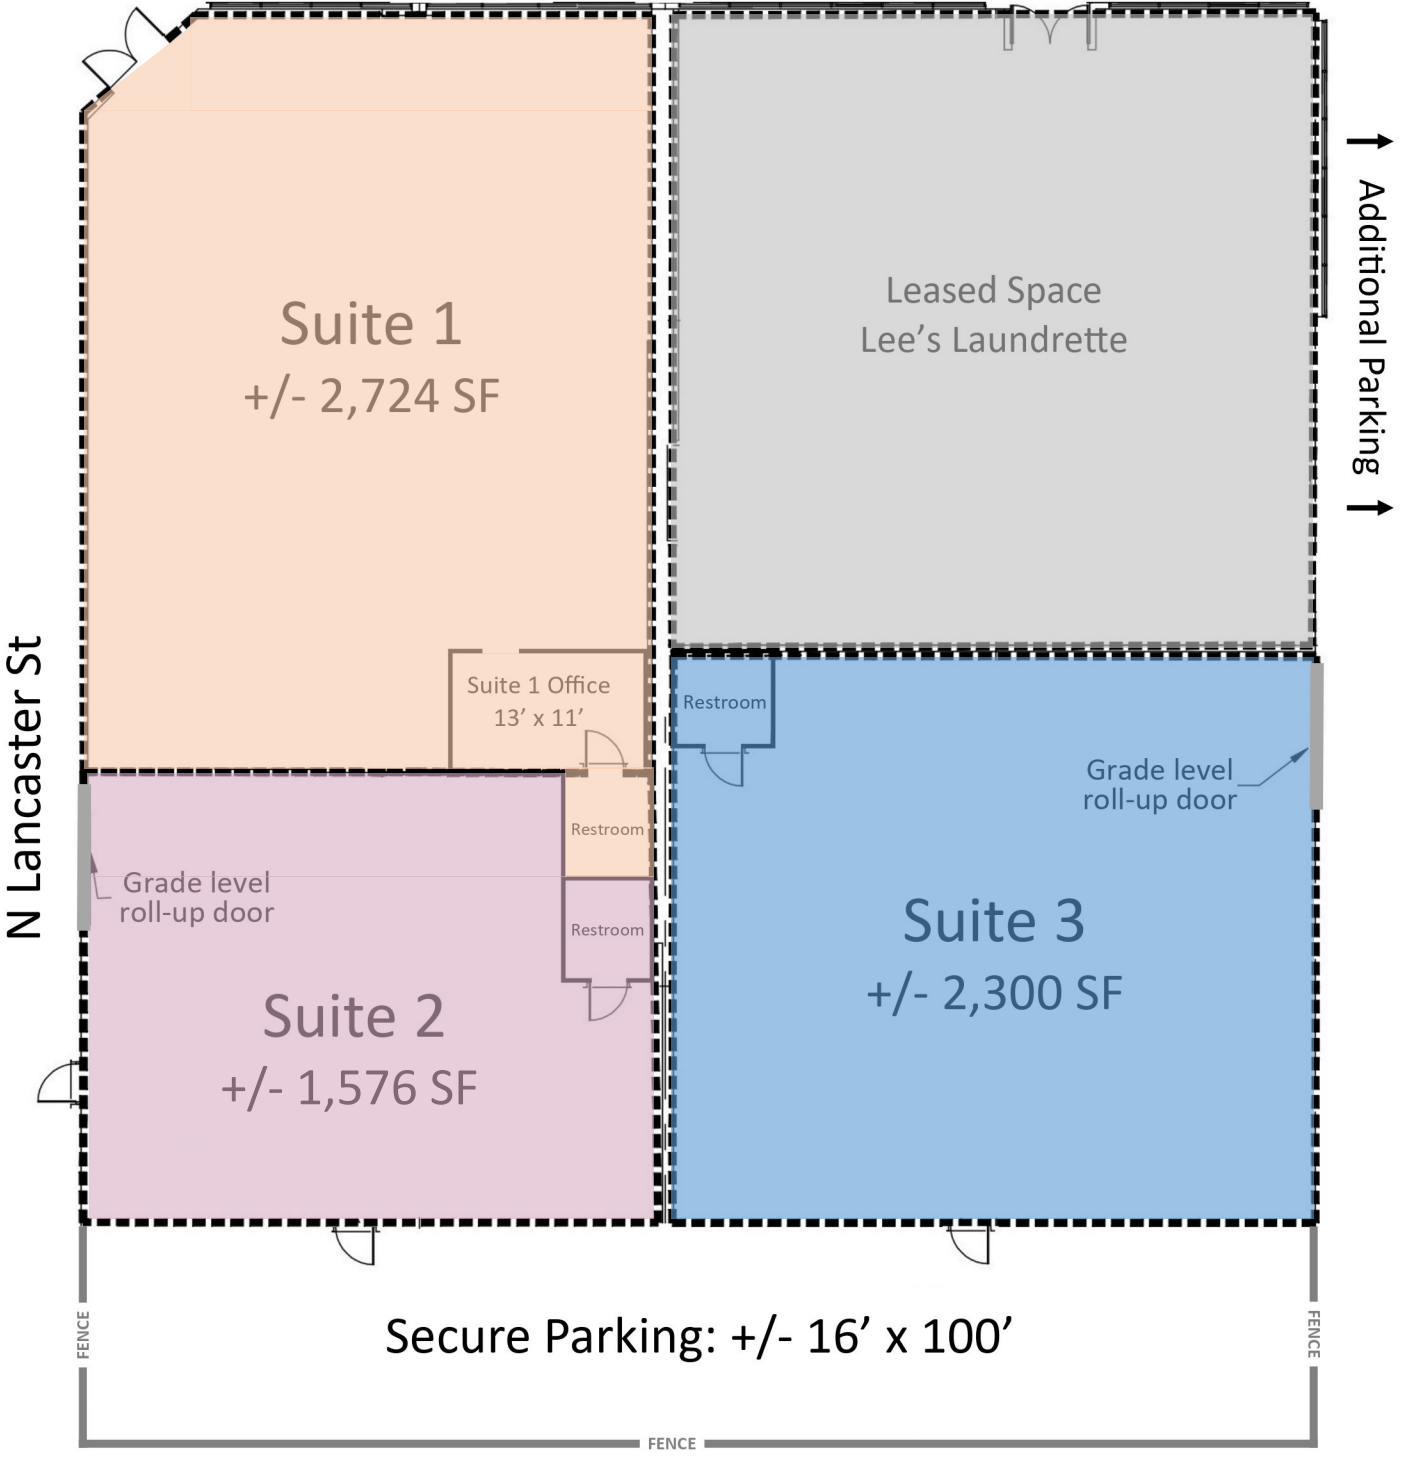 Suite 1
+/- 2,724 SF
Leased Space
Lee’s Laundrette
Additional Parking
Suite 1 Office
13’ x 11’
Restroom
Grade level
roll-up door
N Lancaster St
Restroom
Grade level
roll-up door
Restroom
Suite 2
+/- 1,576 SF
Suite 3
+/- 2,300 SF
Secure Parking: +/- 16’ x 100’
FENCE
FENCE
FENCE